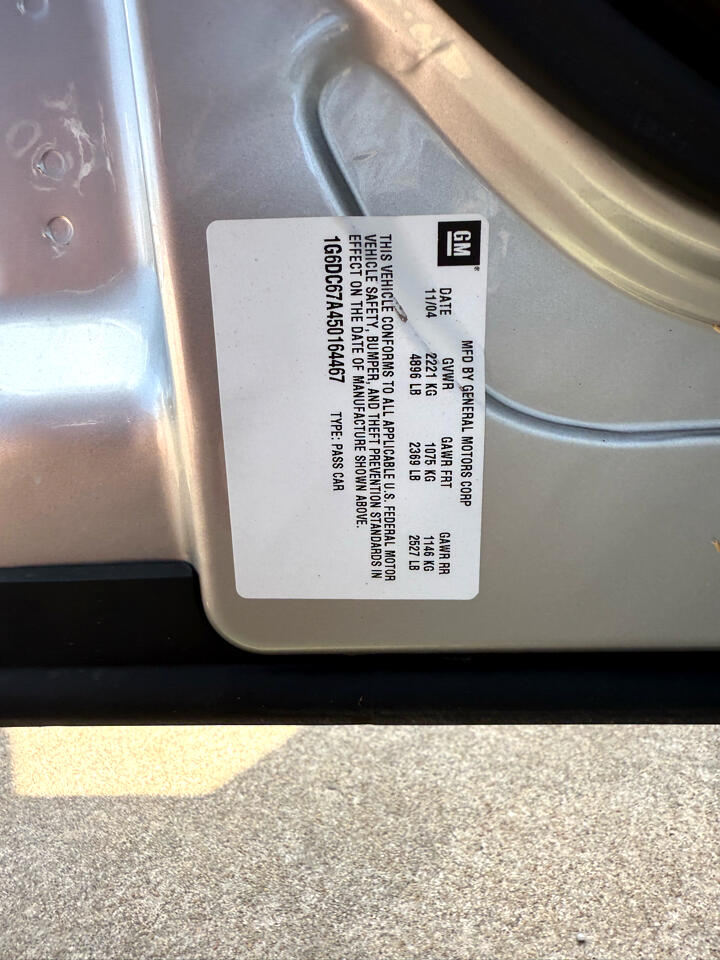 GM
MFD BY GENERAL MOTORS CORP
DATE GVWR GAWR FRT GAWR RR
11/04 2221 KG 1075 KG 1146 KG
4896 LB 2369 LB 2527 LB
THIS VEHICLE CONFORMS TO ALL APPLICABLE U.S. FEDERAL MOTOR
VEHICLE SAFETY, BUMPER, AND THEFT PREVENTION STANDARDS IN
EFFECT ON THE DATE OF MANUFACTURE SHOWN ABOVE.
1G6DC67A450164467 TYPE: PASS CAR